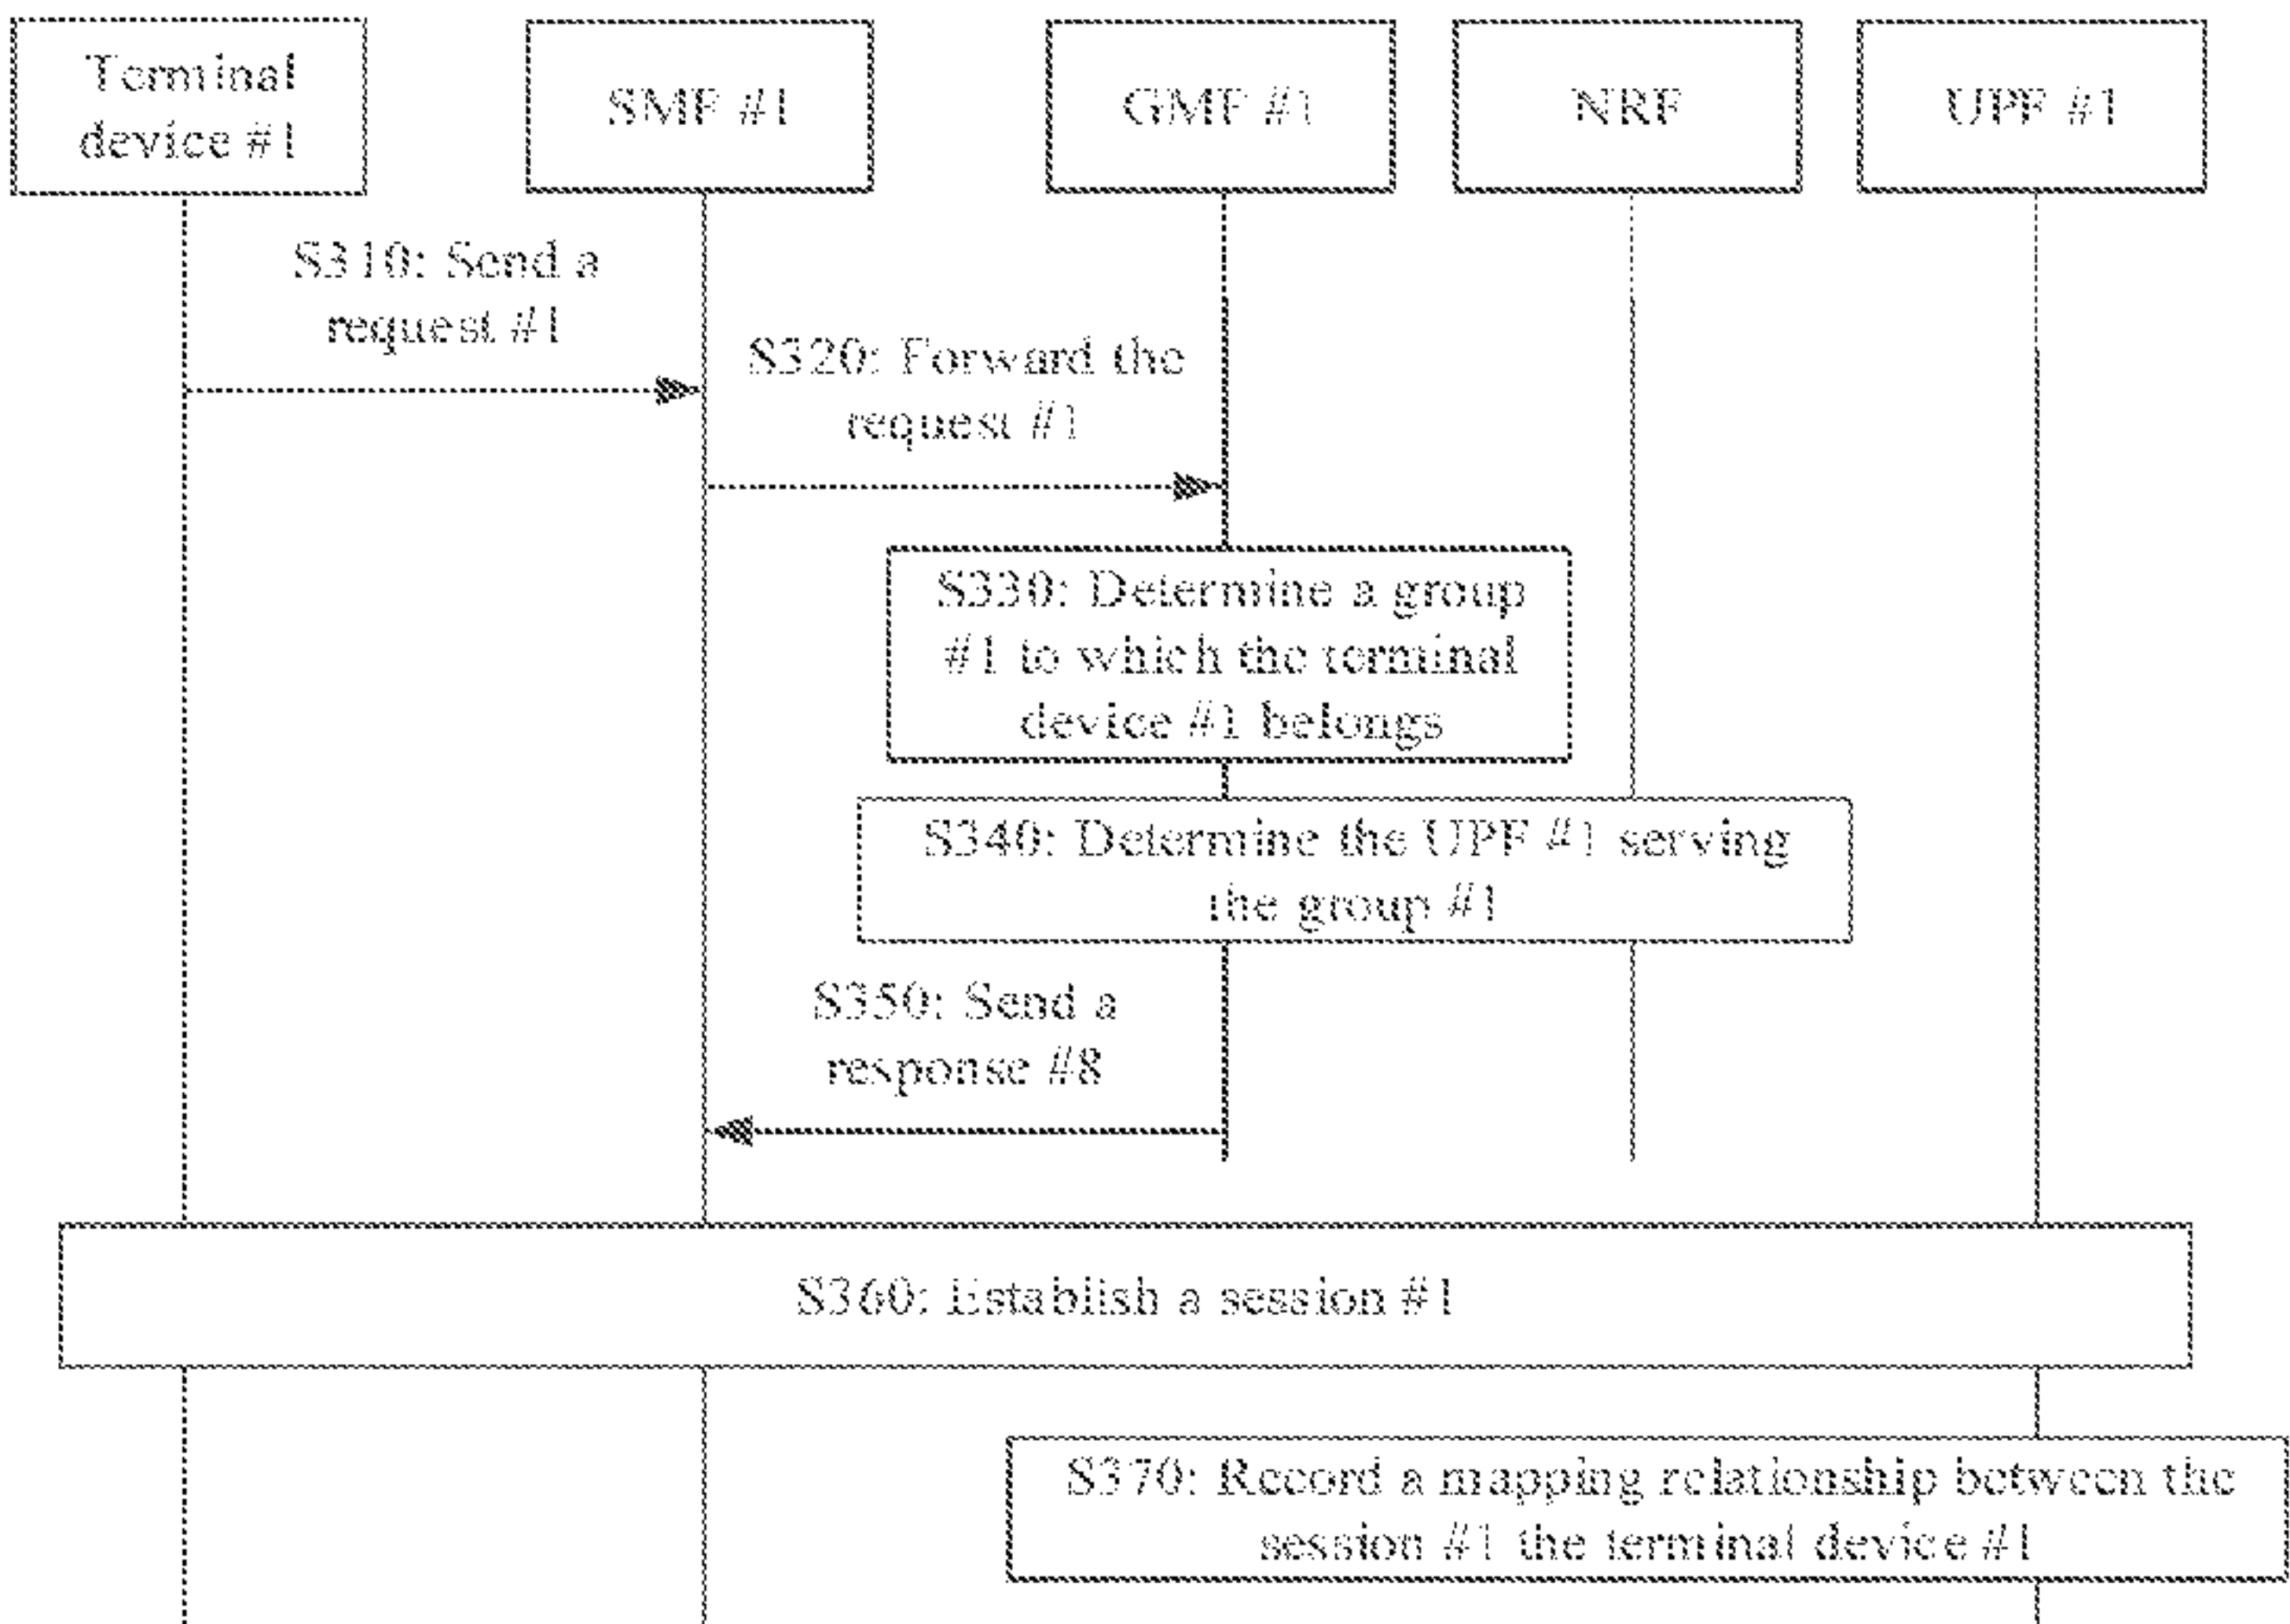 Terminal
device #1
SMF #1
GMF #1
NRF
UPF #1
S310: Send a
request #1
S320: Forward the
request #1
S330: Determine a group
#1 to which the terminal
device #1 belongs
S340: Determine the UPF #1 serving
the group #1
S350: Send a
response #8
S360: Establish a session #1
S370: Record a mapping relationship between the
session #1 the terminal device #1